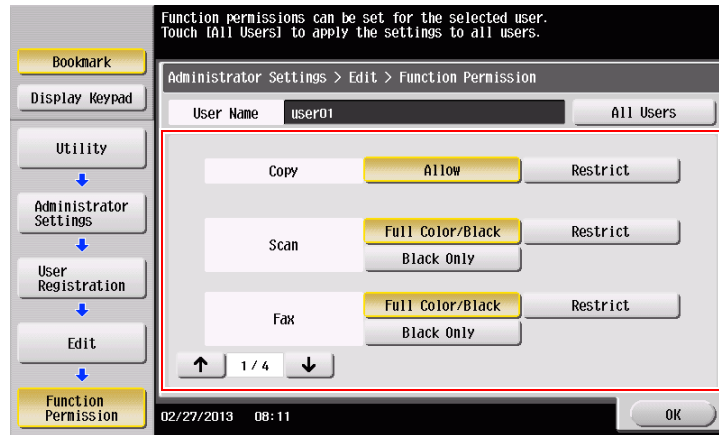 Function permissions can be set for the selected user.
Touch [All Users] to apply the settings to all users.
Bookmark
Display Keypad
Utility
Administrator
Settings
User
Registration
Edit
Function
Permission
Administrator Settings > Edit > Function Permission
User Name user01 All Users
Copy Allow Restrict
Scan Full Color/Black Restrict
Black Only
Fax Full Color/Black Restrict
Black Only
↑ 1/4 ↓
02/27/2013 08:11 OK